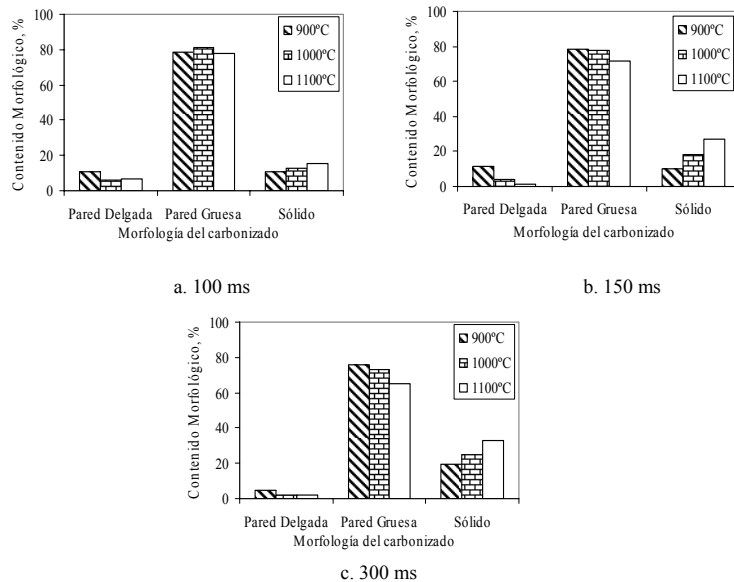 Contenido Morfológico, %
100
80
60
40
20
0
900ºC
1000ºC
1100ºC
Pared Delgada Pared Gruesa Sólido
Morfología del carbonizado
a. 100 ms
Contenido Morfológico, %
100
80
60
40
20
0
900ºC
1000ºC
1100ºC
Pared Delgada Pared Gruesa Sólido
Morfología del carbonizado
b. 150 ms
Contenido Morfológico, %
100
80
60
40
20
0
900ºC
1000ºC
1100ºC
Pared Delgada Pared Gruesa Sólido
Morfología del carbonizado
c. 300 ms